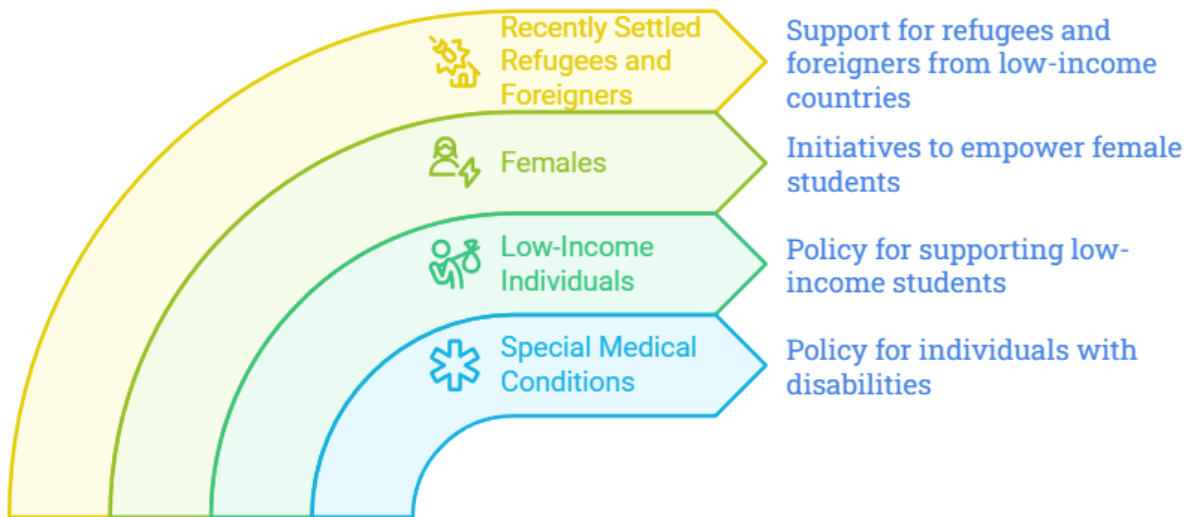 Recently Settled
Refugees and
Foreigners
Support for refugees and
foreigners from low-income
countries
Females
Initiatives to empower female
students
Low-Income
Individuals
Policy for supporting low-
income students
Special Medical
Conditions
Policy for individuals with
disabilities